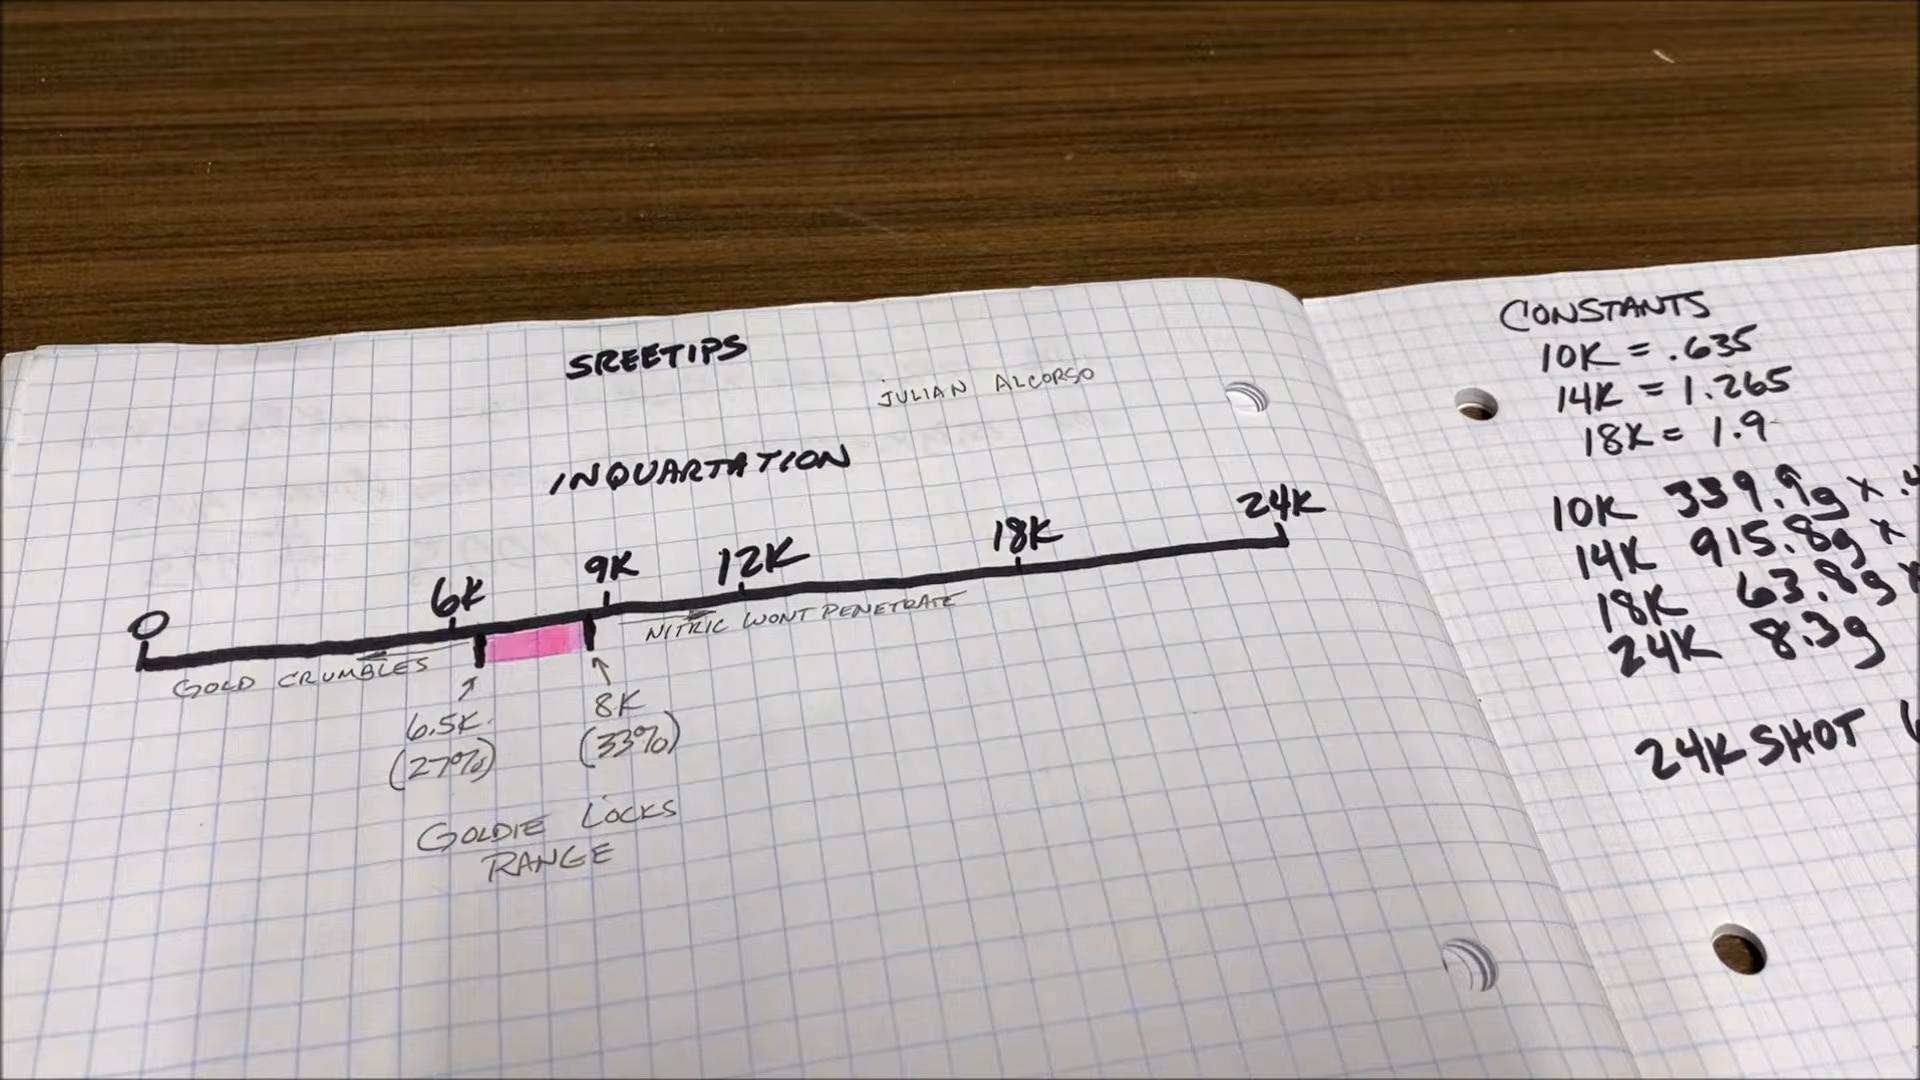 SREETIPS
JULIAN ALCORSO
INQUARTATION
0 6K 9K 12K 18K 24K
GOLD CRUMBLES
NITRIC WONT PENETRATE
6.5K
(27%)
8K
(33%)
GOLDIE LOCKS
RANGE
CONSTANTS
10K = .635
14K = 1.265
18K = 1.9
10K 339.9g x .4
14K 915.8g x
18K 63.8g x
24K 8.3g
24K SHOT